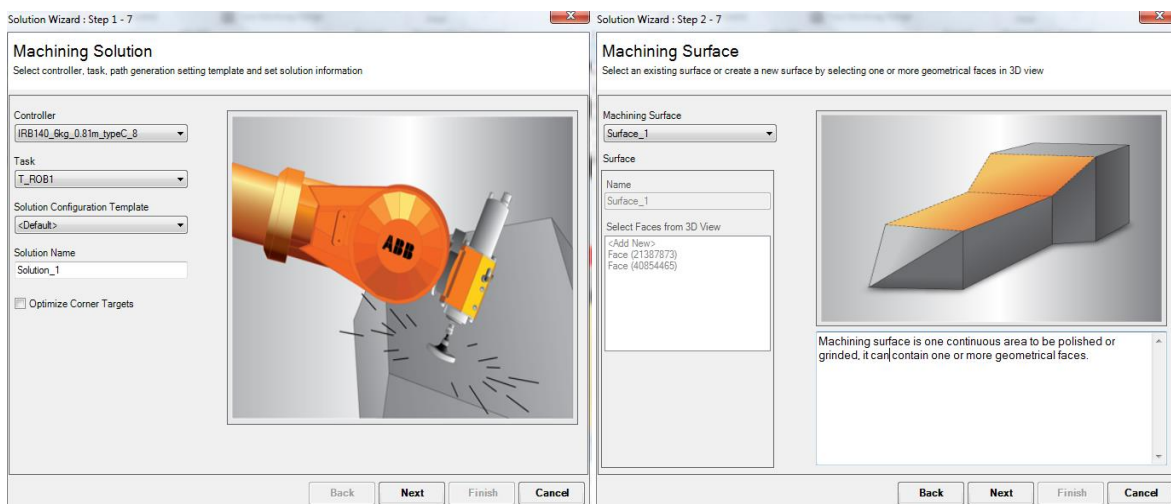 Solution Wizard : Step 1 - 7
Machining Solution
Select controller, task, path generation setting template and set solution information
Controller
IRB140_6kg_0.81m_typeC_8
Task
T_ROB1
Solution Configuration Template
<Default>
Solution Name
Solution_1
Optimize Corner Targets
ABB
Back Next Finish Cancel
Solution Wizard : Step 2 - 7
Machining Surface
Select an existing surface or create a new surface by selecting one or more geometrical faces in 3D view
Machining Surface
Surface_1
Surface
Name
Surface_1
Select Faces from 3D View
<Add New>
Face (21387873)
Face (40854465)
Machining surface is one continuous area to be polished or
grinded, it can contain one or more geometrical faces.
Back Next Finish Cancel